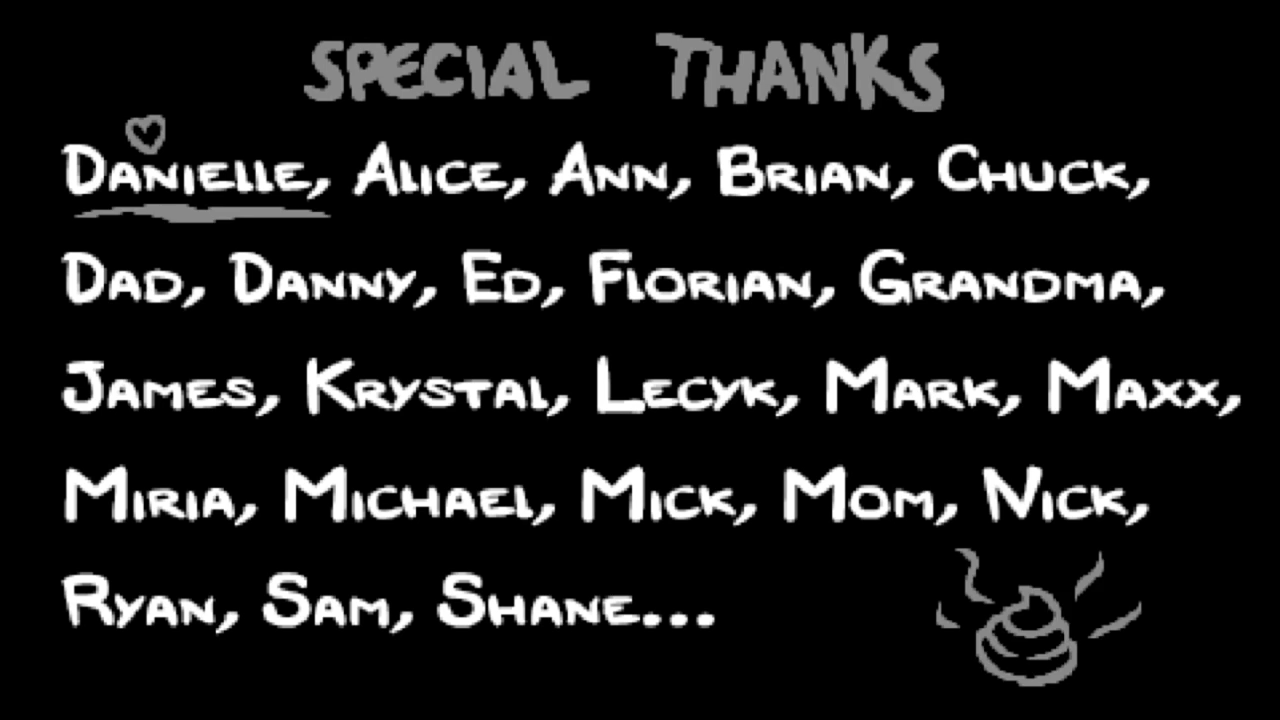 SPECIAL THANKS
DANIELLE, ALICE, ANN, BRIAN, CHUCK,
DAD, DANNY, ED, FLORIAN, GRANDMA,
JAMES, KRYSTAL, LECYK, MARK, MAXX,
MIRIA, MICHAEL, MICK, MOM, NICK,
RYAN, SAM, SHANE...